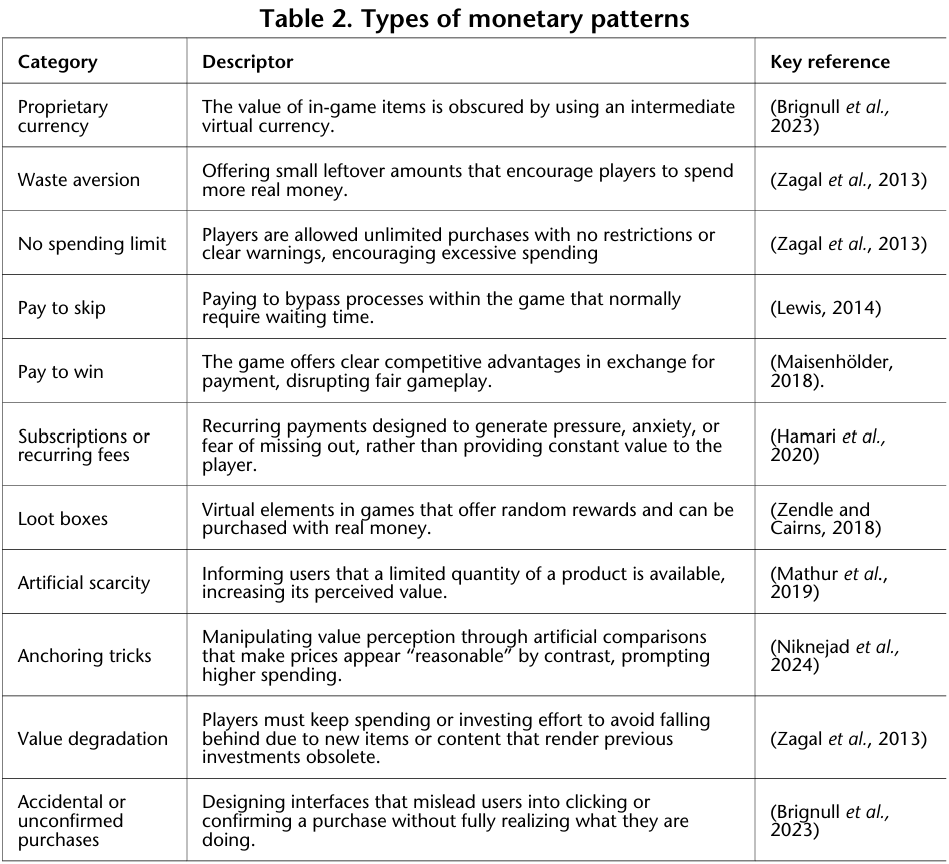 Table 2. Types of monetary patterns
Category
Descriptor
Key reference
Proprietary
currency
The value of in-game items is obscured by using an intermediate
virtual currency.
(Brignull et al.,
2023)
Waste aversion
Offering small leftover amounts that encourage players to spend
more real money.
(Zagal et al., 2013)
No spending limit
Players are allowed unlimited purchases with no restrictions or
clear warnings, encouraging excessive spending
(Zagal et al., 2013)
Pay to skip
Paying to bypass processes within the game that normally
require waiting time.
(Lewis, 2014)
Pay to win
The game offers clear competitive advantages in exchange for
payment, disrupting fair gameplay.
(Maisenhölder,
2018).
Subscriptions or
recurring fees
Recurring payments designed to generate pressure, anxiety, or
fear of missing out, rather than providing constant value to the
player.
(Hamari et al.,
2020)
Loot boxes
Virtual elements in games that offer random rewards and can be
purchased with real money.
(Zendle and
Cairns, 2018)
Artificial scarcity
Informing users that a limited quantity of a product is available,
increasing its perceived value.
(Mathur et al.,
2019)
Anchoring tricks
Manipulating value perception through artificial comparisons
that make prices appear “reasonable” by contrast, prompting
higher spending.
(Niknejad et al.,
2024)
Value degradation
Players must keep spending or investing effort to avoid falling
behind due to new items or content that render previous
investments obsolete.
(Zagal et al., 2013)
Accidental or
unconfirmed
purchases
Designing interfaces that mislead users into clicking or
confirming a purchase without fully realizing what they are
doing.
(Brignull et al.,
2023)